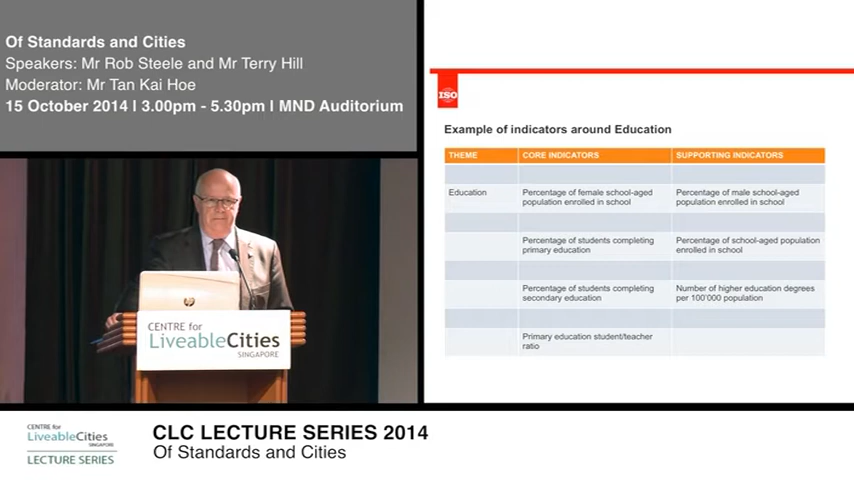 Of Standards and Cities
Speakers: Mr Rob Steele and Mr Terry Hill
Moderator: Mr Tan Kai Hoe
15 October 2014 | 3.00pm - 5.30pm | MND Auditorium
ISO
Example of indicators around Education
THEME CORE INDICATORS SUPPORTING INDICATORS
Education Percentage of female school-aged Percentage of male school-aged
population enrolled in school population enrolled in school
Percentage of students completing Percentage of school-aged population
primary education enrolled in school
Percentage of students completing Number of higher education degrees
secondary education per 100'000 population
Primary education student/teacher
ratio
hp
CENTRE for
LiveableCities
SINGAPORE
CENTRE for
LiveableCities
SINGAPORE
LECTURE SERIES
CLC LECTURE SERIES 2014
Of Standards and Cities